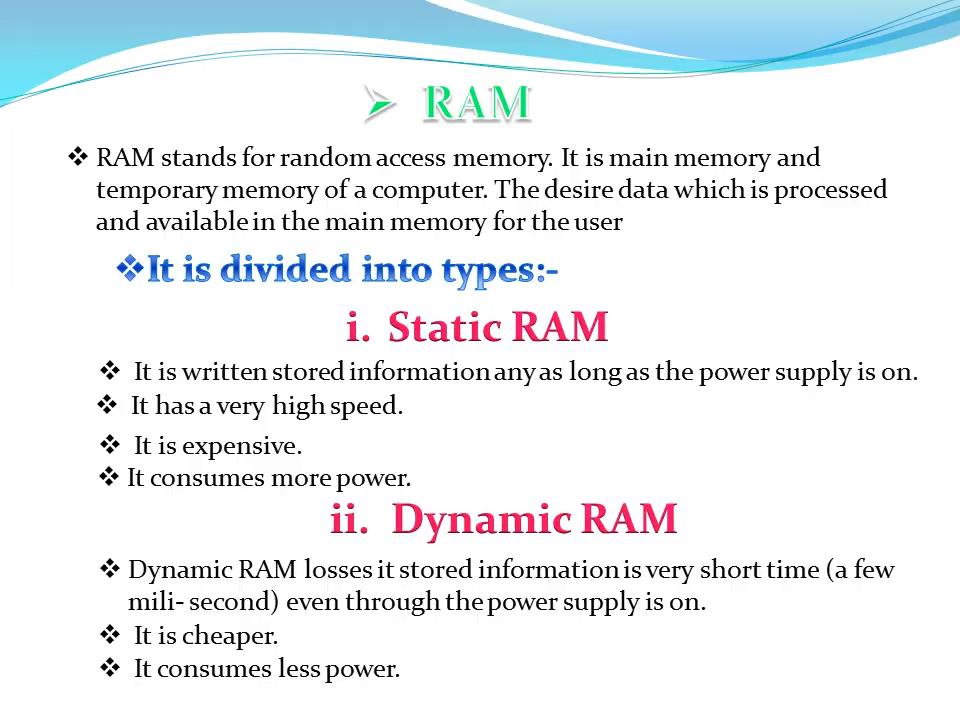 RAM
RAM stands for random access memory. It is main memory and
temporary memory of a computer. The desire data which is processed
and available in the main memory for the user
It is divided into types:-
i. Static RAM
It is written stored information any as long as the power supply is on.
It has a very high speed.
It is expensive.
It consumes more power.
ii. Dynamic RAM
Dynamic RAM losses it stored information is very short time (a few
mili- second) even through the power supply is on.
It is cheaper.
It consumes less power.